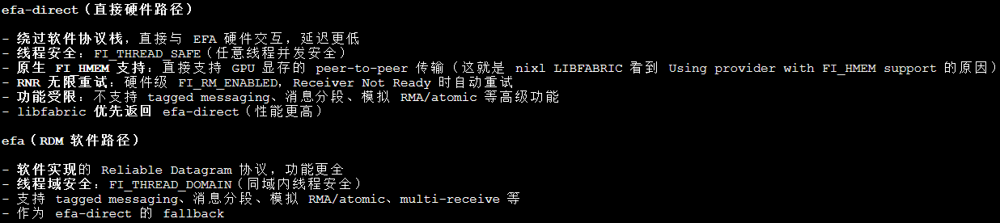 efa-direct（直接硬件路径）
- 绕过软件协议栈，直接与 EFA 硬件交互，延迟更低
- 线程安全：FI_THREAD_SAFE（任意线程并发安全）
- 原生 FI_HMEM 支持：直接支持 GPU 显存的 peer-to-peer 传输（这就是 nixl LIBFABRIC 看到 Using provider with FI_HMEM support 的原因）
- RNR 无限重试：硬件级 FI_RM_ENABLED，Receiver Not Ready 时自动重试
- 功能受限：不支持 tagged messaging、消息分段、模拟 RMA/atomic 等高级功能
- libfabric 优先返回 efa-direct（性能更高）
efa（RDM 软件路径）
- 软件实现的 Reliable Datagram 协议，功能更全
- 线程域安全：FI_THREAD_DOMAIN（同域内线程安全）
- 支持 tagged messaging、消息分段、模拟 RMA/atomic、multi-receive 等
- 作为 efa-direct 的 fallback